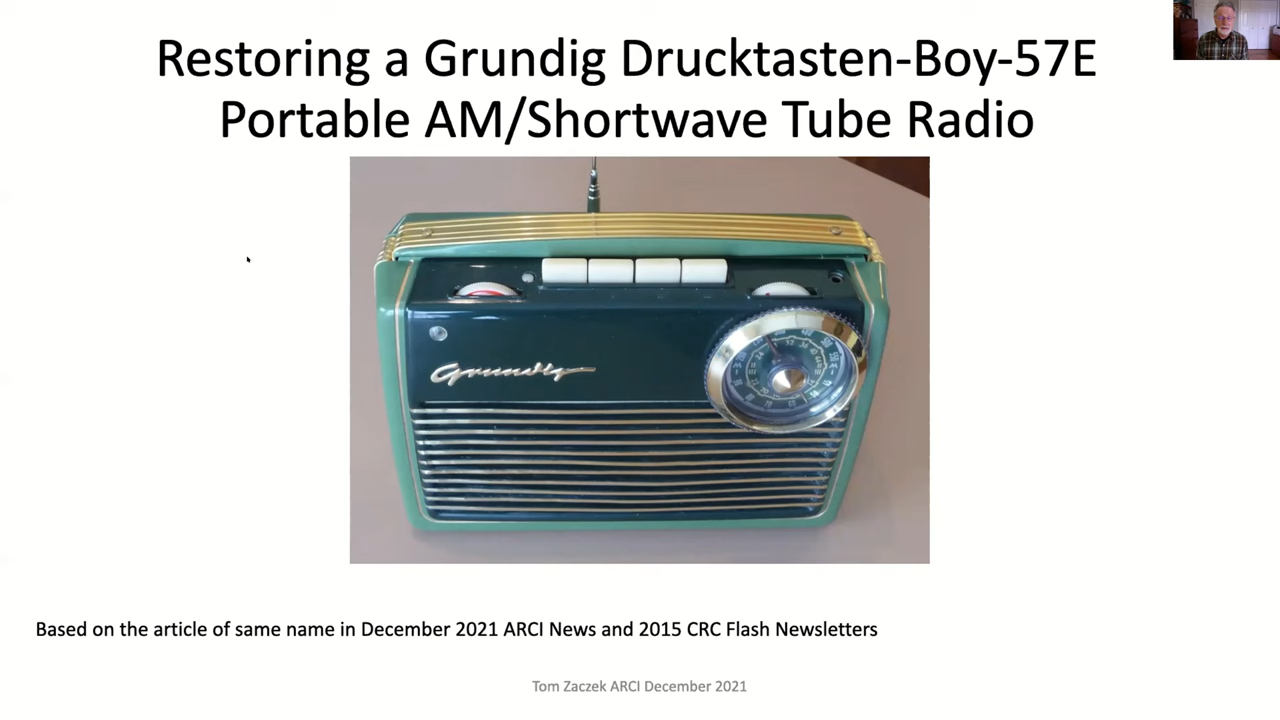 Restoring a Grundig Drucktasten-Boy-57E
Portable AM/Shortwave Tube Radio
Grundig
Based on the article of same name in December 2021 ARCI News and 2015 CRC Flash Newsletters
Tom Zaczek ARCI December 2021